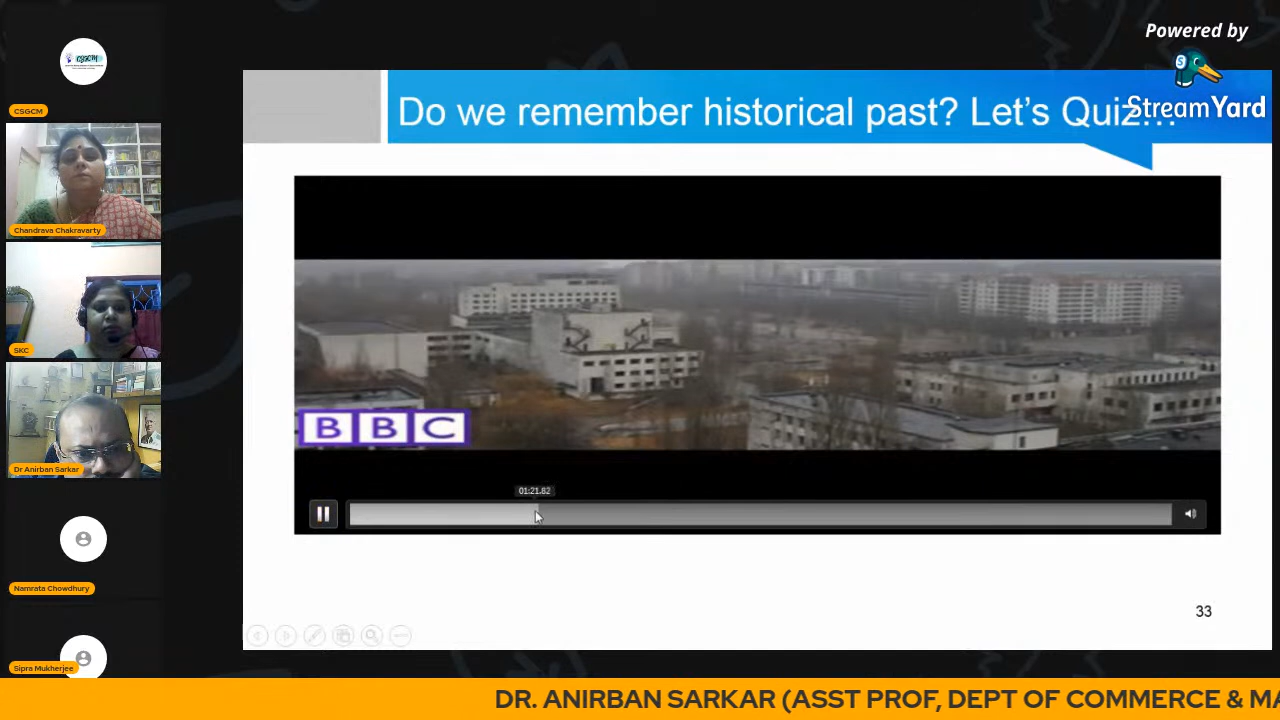 Powered by
StreamYard
CSGCM
Chandrava Chakravarty
SKC
Dr Anirban Sarkar
Namrata Chowdhury
Sipra Mukherjee
Do we remember historical past? Let's Quiz…
BBC
01:21.82
33
DR. ANIRBAN SARKAR (ASST PROF, DEPT OF COMMERCE & MA